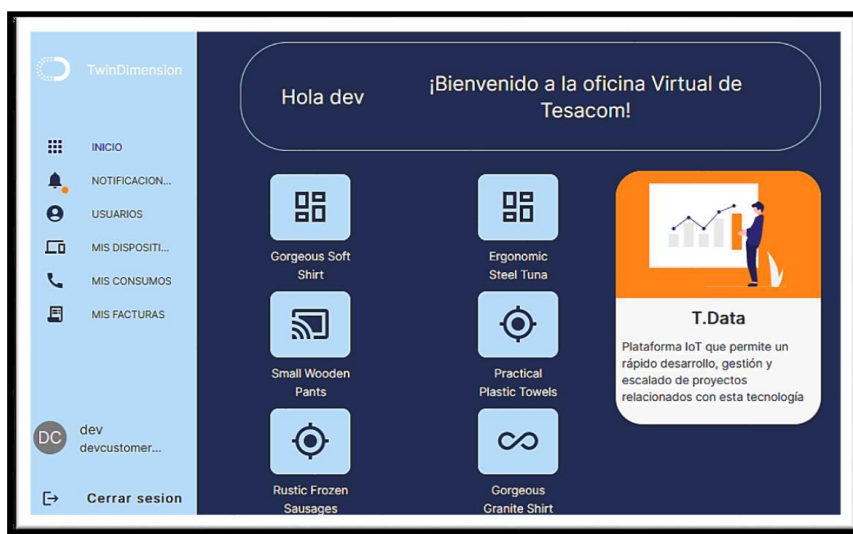 TwinDimension
INICIO
NOTIFICACION...
USUARIOS
MIS DISPOSITI...
MIS CONSUMOS
MIS FACTURAS
DC
dev
devcustomer...
Cerrar sesion
Hola dev
¡Bienvenido a la oficina Virtual de
Tesacom!
Gorgeous Soft
Shirt
Ergonomic
Steel Tuna
Small Wooden
Pants
Practical
Plastic Towels
Rustic Frozen
Sausages
Gorgeous
Granite Shirt
T.Data
Plataforma IoT que permite un
rápido desarrollo, gestión y
escalado de proyectos
relacionados con esta tecnología